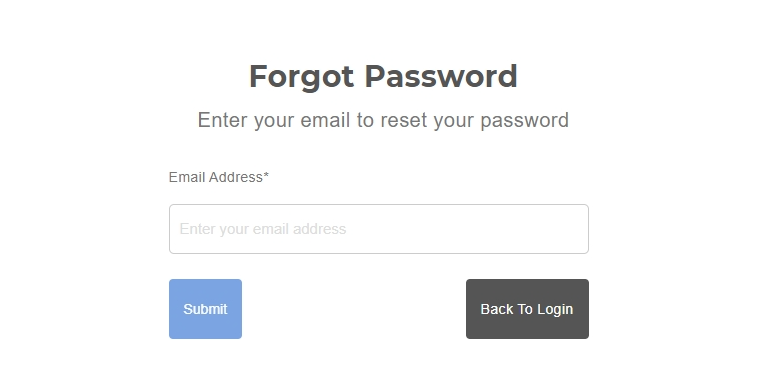 Forgot Password
Enter your email to reset your password
Email Address*
Enter your email address
Submit
Back To Login